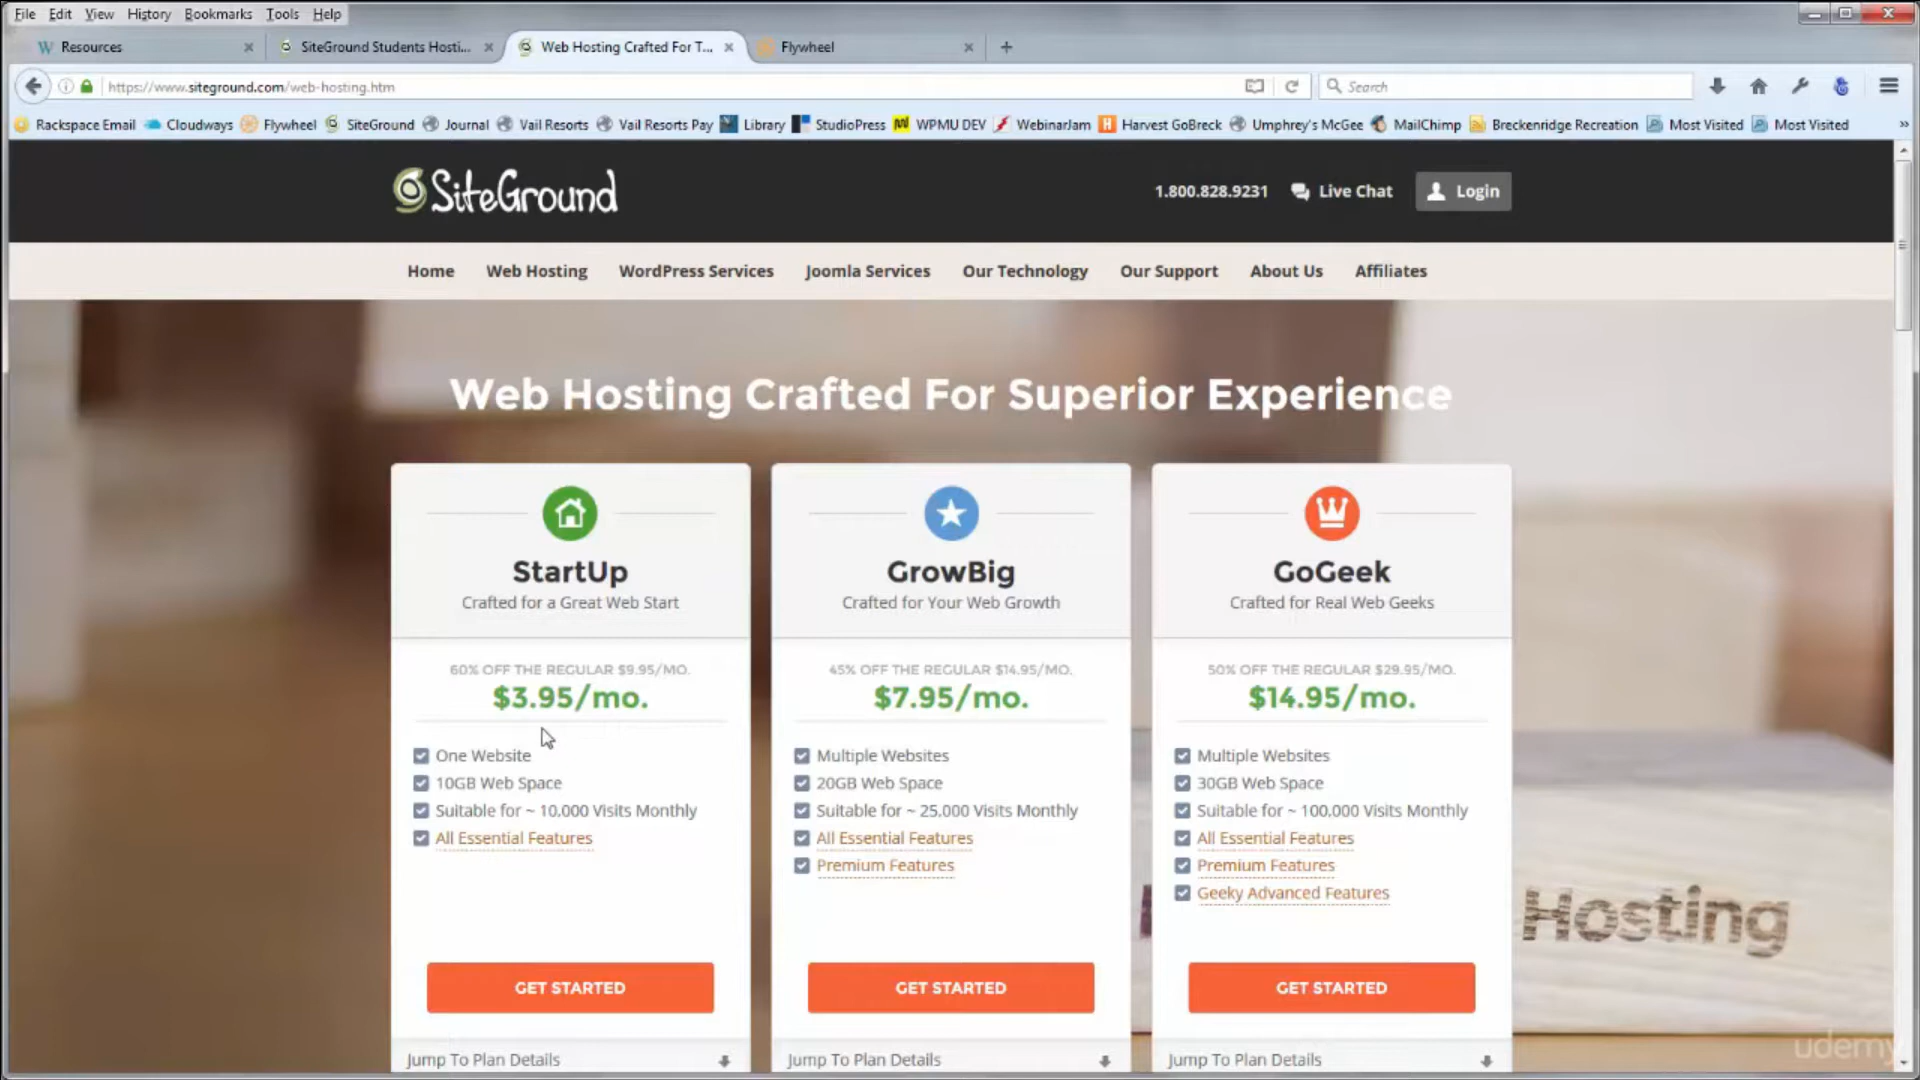 File Edit View History Bookmarks Tools Help
Resources
SiteGround Students Hosti...
Web Hosting Crafted For T...
Flywheel
https://www.siteground.com/web-hosting.htm
Search
Rackspace Email Cloudways Flywheel SiteGround Journal Vail Resorts Vail Resorts Pay Library StudioPress WPMU DEV WebinarJam Harvest GoBreck Umphrey's McGee MailChimp Breckenridge Recreation Most Visited Most Visited
SiteGround
1.800.828.9231 Live Chat Login
Home Web Hosting WordPress Services Joomla Services Our Technology Our Support About Us Affiliates
Web Hosting Crafted For Superior Experience
StartUp
Crafted for a Great Web Start
60% OFF THE REGULAR $9.95/MO.
$3.95/mo.
One Website
10GB Web Space
Suitable for ~ 10,000 Visits Monthly
All Essential Features
GET STARTED
Jump To Plan Details
GrowBig
Crafted for Your Web Growth
45% OFF THE REGULAR $14.95/MO.
$7.95/mo.
Multiple Websites
20GB Web Space
Suitable for ~ 25,000 Visits Monthly
All Essential Features
Premium Features
GET STARTED
Jump To Plan Details
GoGeek
Crafted for Real Web Geeks
50% OFF THE REGULAR $29.95/MO.
$14.95/mo.
Multiple Websites
30GB Web Space
Suitable for ~ 100,000 Visits Monthly
All Essential Features
Premium Features
Geeky Advanced Features
GET STARTED
Jump To Plan Details
Hosting
udemy